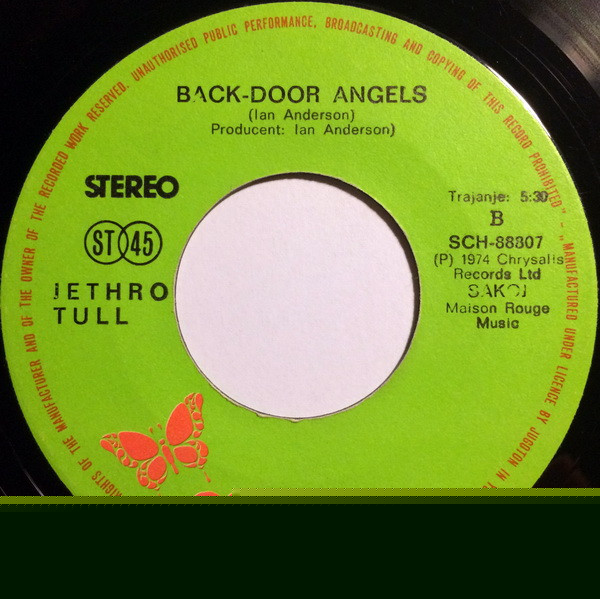 RIGHTS OF THE MANUFACTURER AND OF THE OWNER OF THE RECORDED WORK RESERVED. UNAUTHORISED PUBLIC PERFORMANCE, BROADCASTING AND COPYING OF THIS RECORD PROHIBITED" - "MANUFACTURED UNDER LICENCE BY JUGOTON IN
BACK-DOOR ANGELS
(Ian Anderson)
Producent: Ian Anderson)
STEREO
ST 45
JETHRO
TULL
Trajanje: 5:30
B
SCH-88807
(P) 1974 Chrysalis
Records Ltd
SAKOJ
Maison Rouge
Music